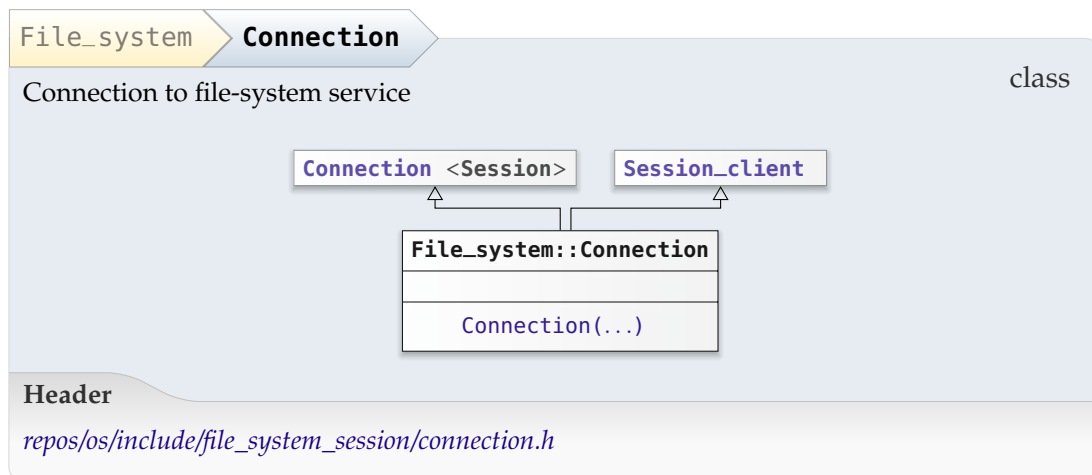 File_system Connection
class
Connection to file-system service
Connection <Session> Session_client
File_system::Connection
Connection(...)
Header
repos/os/include/file_system_session/connection.h